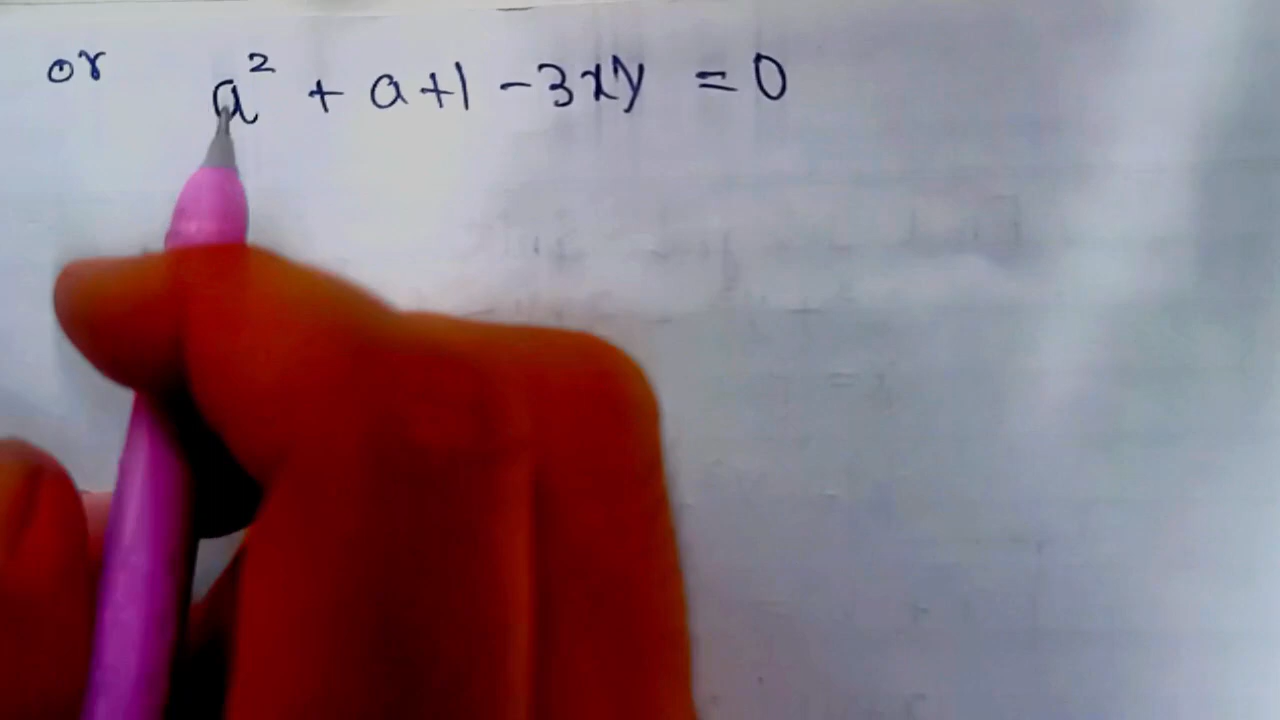 or a² + a+1 -3xy = 0